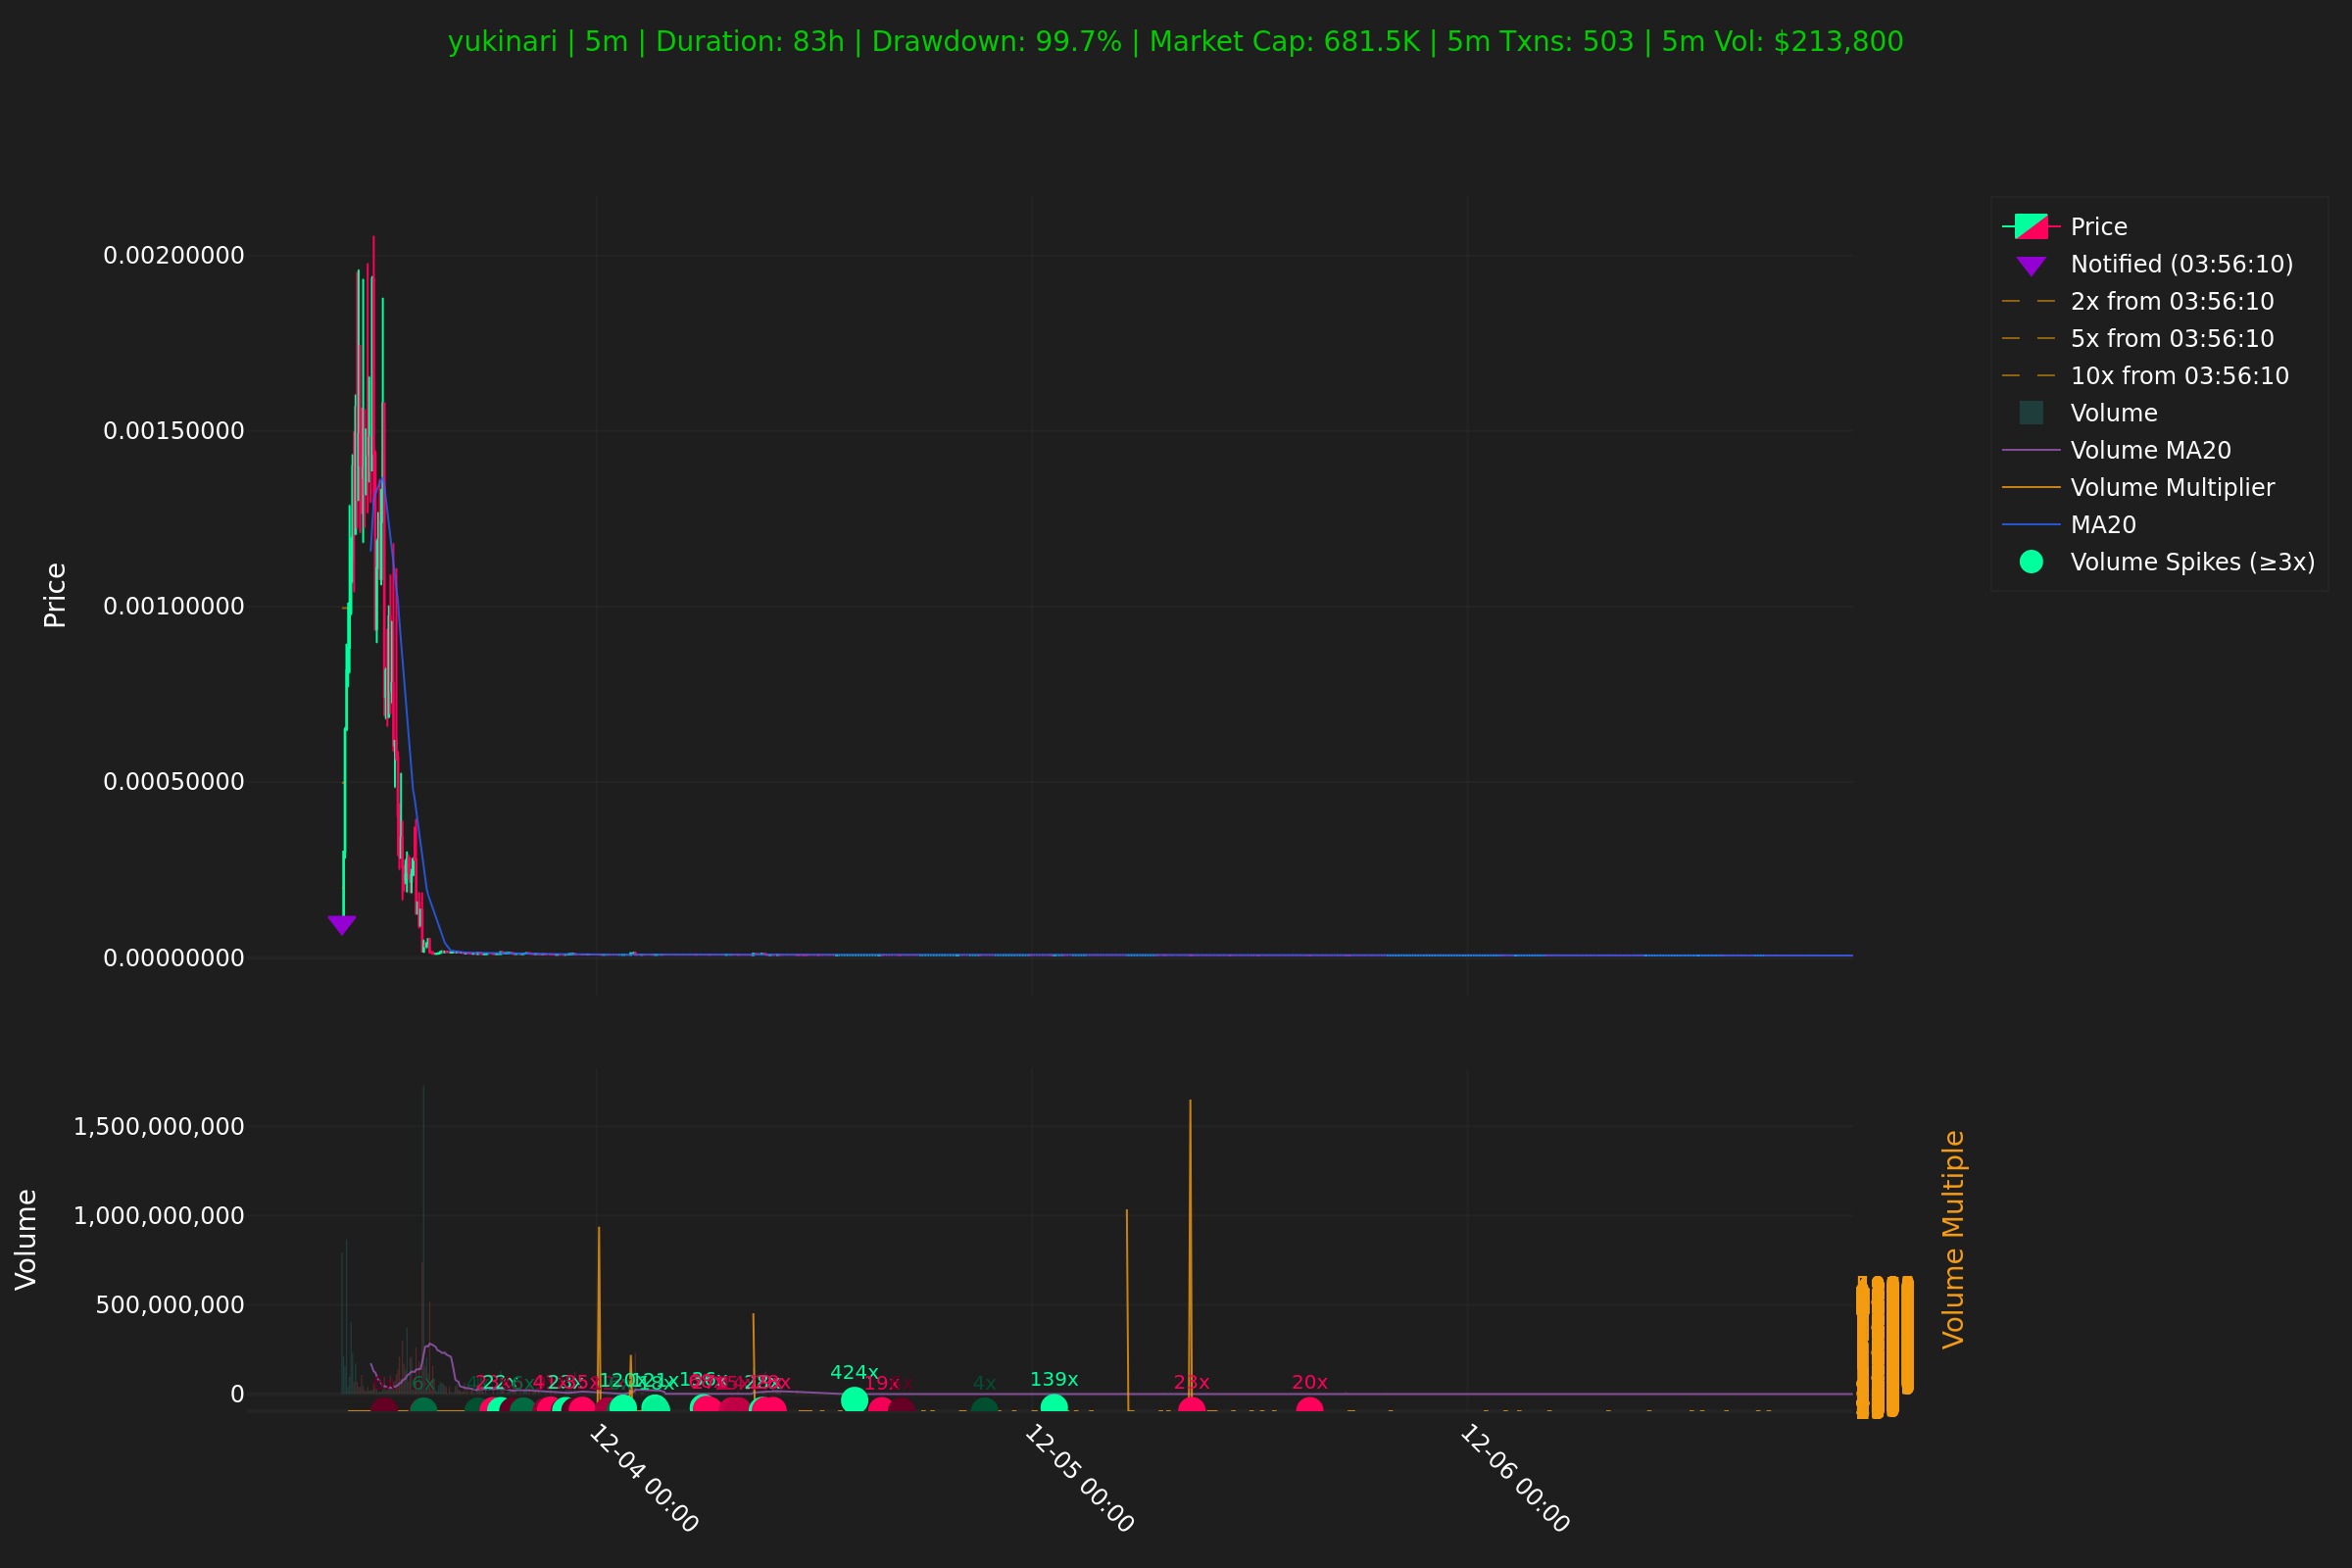 yukinari | 5m | Duration: 83h | Drawdown: 99.7% | Market Cap: 681.5K | 5m Txns: 503 | 5m Vol: $213,800
Price
0.00200000
0.00150000
0.00100000
0.00050000
0.00000000
Price
Notified (03:56:10)
2x from 03:56:10
5x from 03:56:10
10x from 03:56:10
Volume
Volume MA20
Volume Multiplier
MA20
Volume Spikes (≥3x)
Volume
1,500,000,000
1,000,000,000
500,000,000
0
6x
22x
424x
19x
4x
139x
23x
20x
12-04 00:00
12-05 00:00
12-06 00:00
Volume Multiple